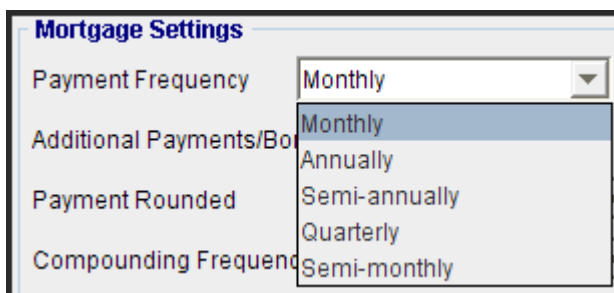 Mortgage Settings
Payment Frequency Monthly
Monthly
Additional Payments/Bo
Annually
Payment Rounded Semi-annually
Quarterly
Compounding Frequenc
Semi-monthly